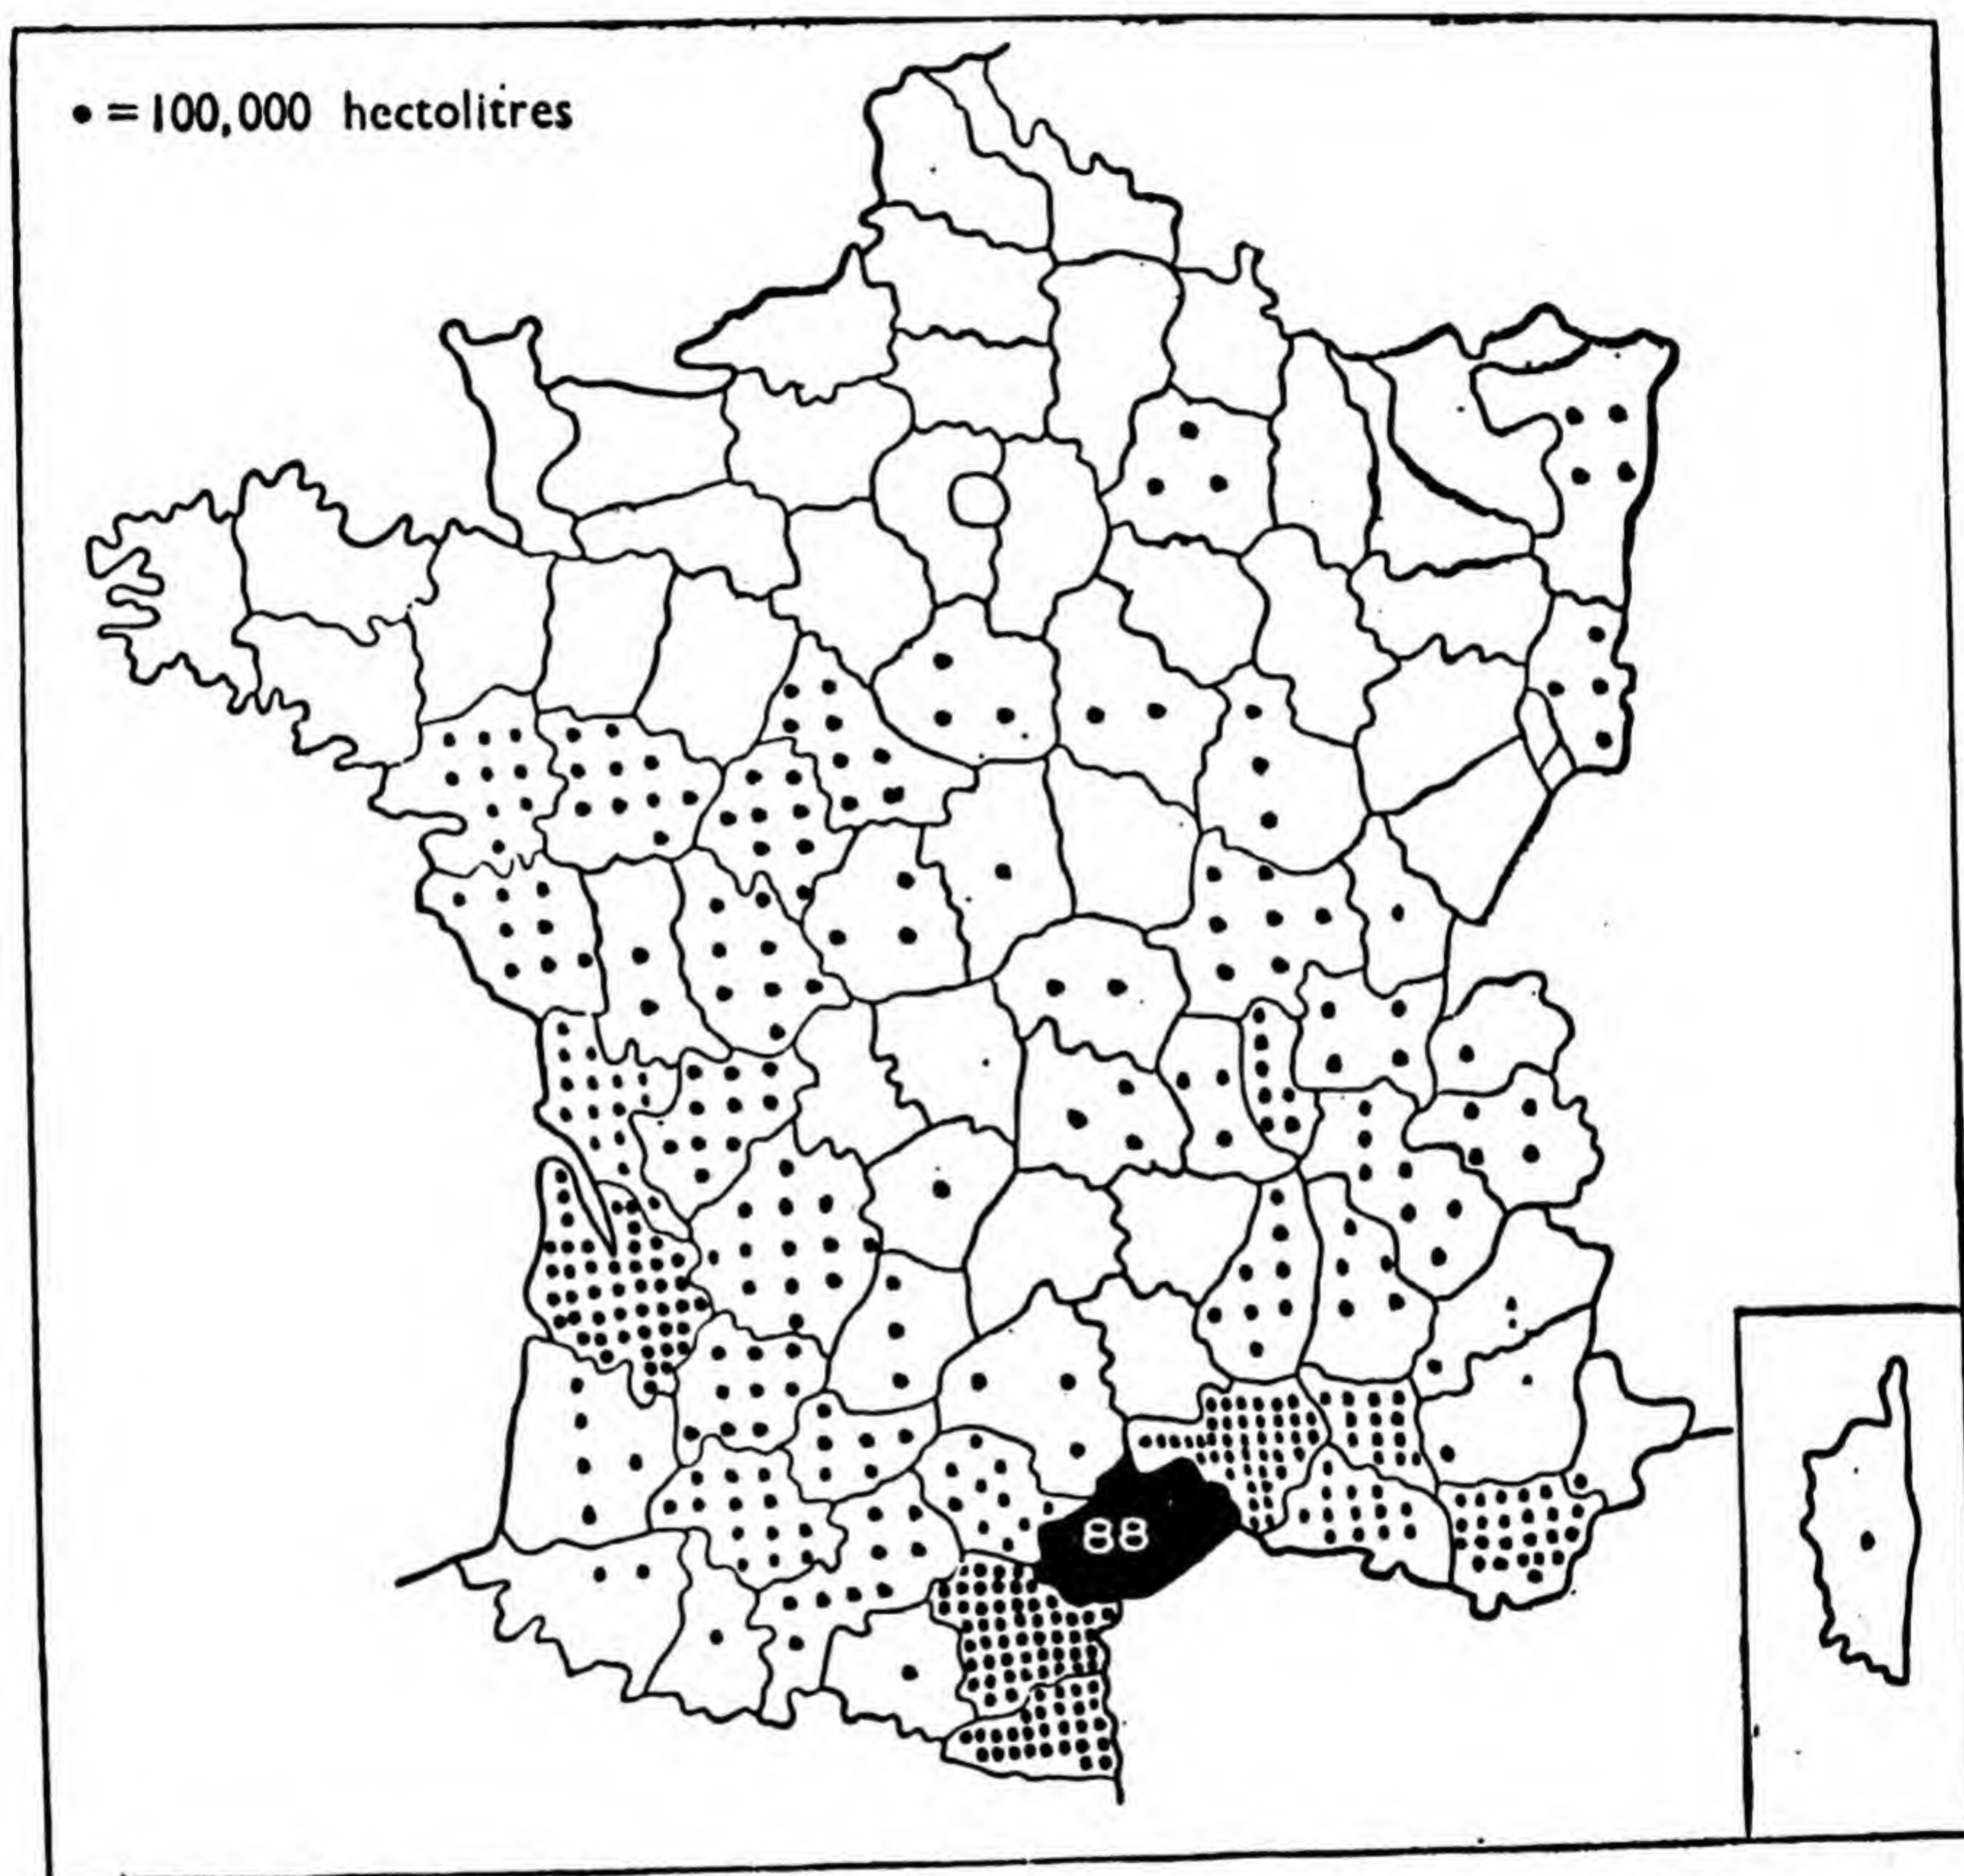 • = 100,000 hectolitres
88